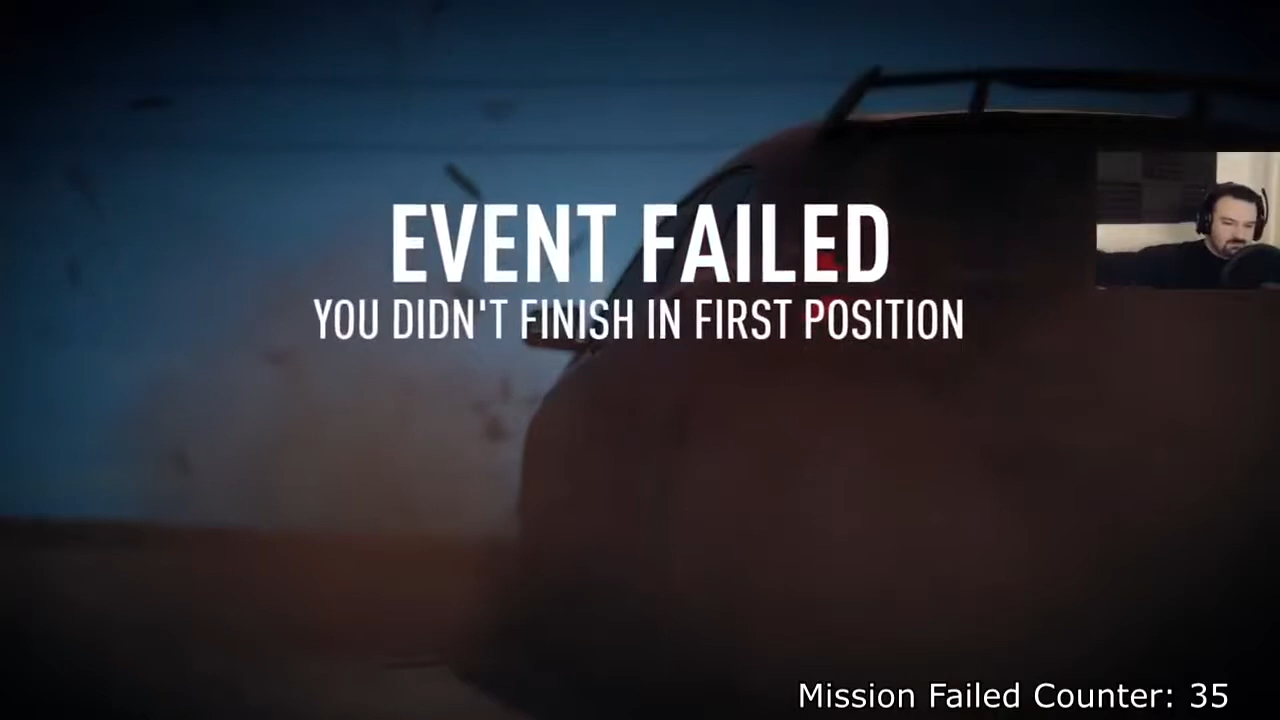 EVENT FAILED
YOU DIDN'T FINISH IN FIRST POSITION
Mission Failed Counter: 35